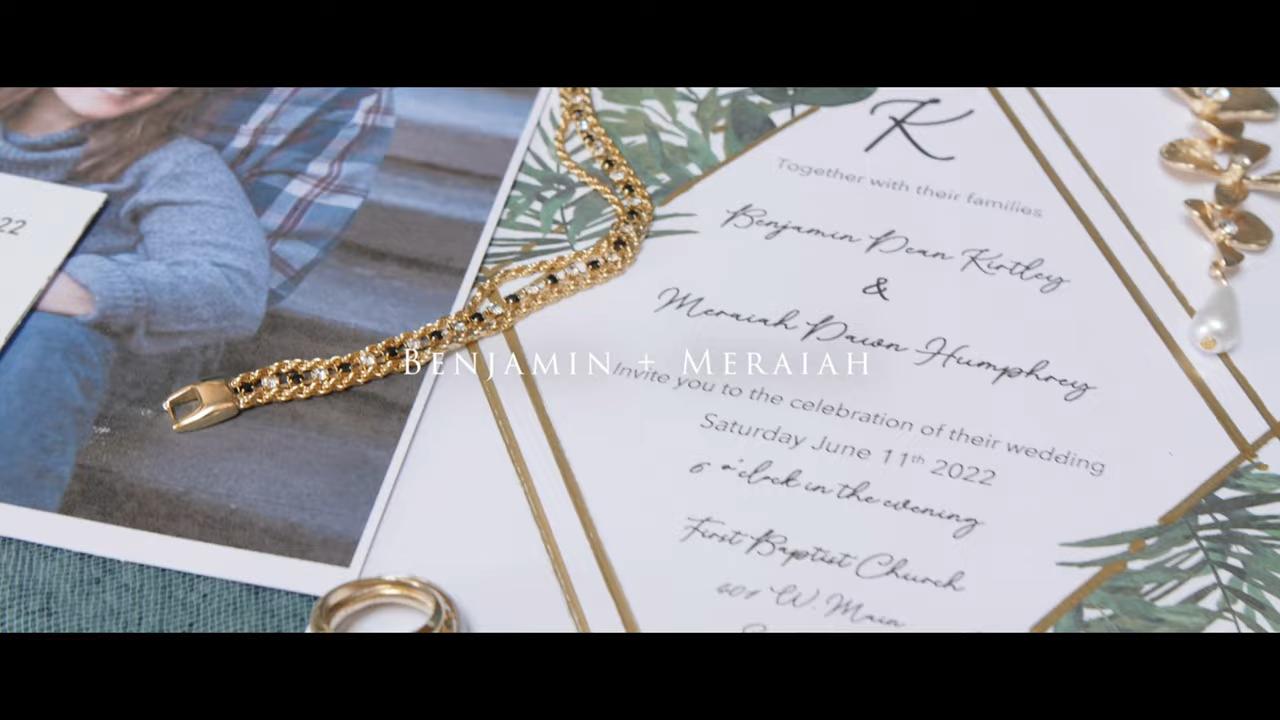 22
K
Together with their families
Benjamin Dean Kirtley
&
Meraiah Dawn Humphrey
BENJAMIN + MERAIAH
Invite you to the celebration of their wedding
Saturday June 11th 2022
6 o'clock in the evening
First Baptist Church
601 W. Main